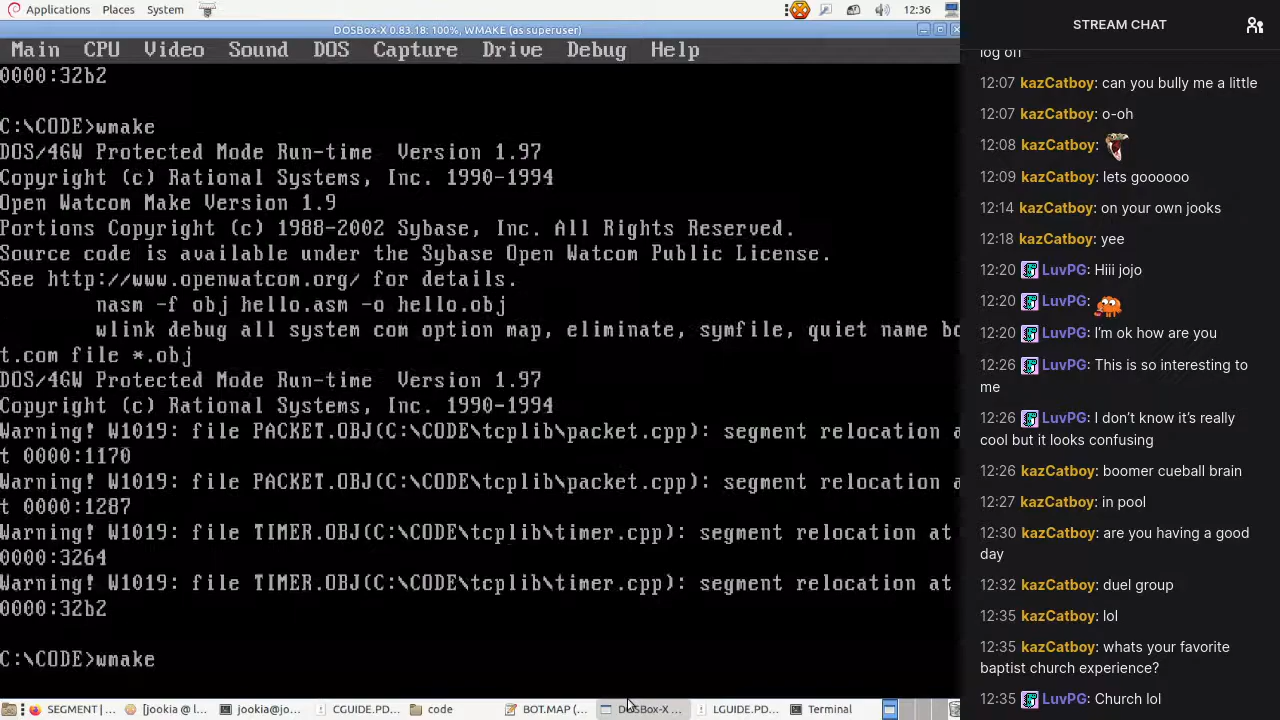 Applications Places System
12:36
DOSBox-X 0.83.18: 100%, WMAKE (as superuser)
Main CPU Video Sound DOS Capture Drive Debug Help
0000:32b2
C:\CODE>wmake
DOS/4GW Protected Mode Run-time  Version 1.97
Copyright (c) Rational Systems, Inc. 1990-1994
Open Watcom Make Version 1.9
Portions Copyright (c) 1988-2002 Sybase, Inc. All Rights Reserved.
Source code is available under the Sybase Open Watcom Public License.
See http://www.openwatcom.org/ for details.
nasm -f obj hello.asm -o hello.obj
wlink debug all system com option map, eliminate, symfile, quiet name bo
t.com file *.obj
DOS/4GW Protected Mode Run-time  Version 1.97
Copyright (c) Rational Systems, Inc. 1990-1994
Warning! W1019: file PACKET.OBJ(C:\CODE\tcplib\packet.cpp): segment relocation a
t 0000:1170
Warning! W1019: file PACKET.OBJ(C:\CODE\tcplib\packet.cpp): segment relocation a
t 0000:1287
Warning! W1019: file TIMER.OBJ(C:\CODE\tcplib\timer.cpp): segment relocation at
0000:3264
Warning! W1019: file TIMER.OBJ(C:\CODE\tcplib\timer.cpp): segment relocation at
0000:32b2
C:\CODE>wmake
SEGMENT |... [jookia @ l... jookia@jo... CGUIDE.PD... code BOT.MAP (... DOSBox-X ... LGUIDE.PD... Terminal
STREAM CHAT
log on
12:07 kazCatboy: can you bully me a little
12:07 kazCatboy: o-oh
12:08 kazCatboy:
12:09 kazCatboy: lets goooooo
12:14 kazCatboy: on your own jooks
12:18 kazCatboy: yee
12:20 LuvPG: Hiii jojo
12:20 LuvPG:
12:20 LuvPG: I'm ok how are you
12:26 LuvPG: This is so interesting to
me
12:26 LuvPG: I don't know it's really
cool but it looks confusing
12:26 kazCatboy: boomer cueball brain
12:27 kazCatboy: in pool
12:30 kazCatboy: are you having a good
day
12:32 kazCatboy: duel group
12:35 kazCatboy: lol
12:35 kazCatboy: whats your favorite
baptist church experience?
12:35 LuvPG: Church lol